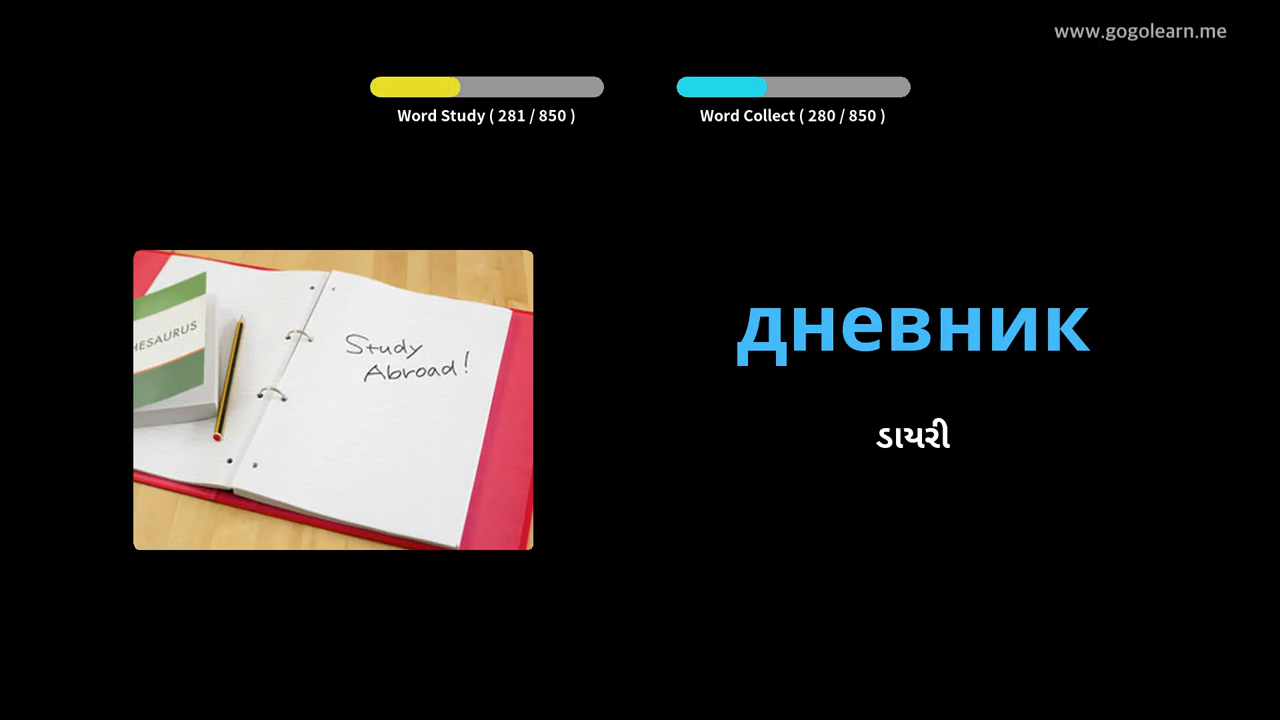 www.gogolearn.me
Word Study ( 281 / 850 )
Word Collect ( 280 / 850 )
HESAURUS
Study
Abroad!
дневник
ડાયરી